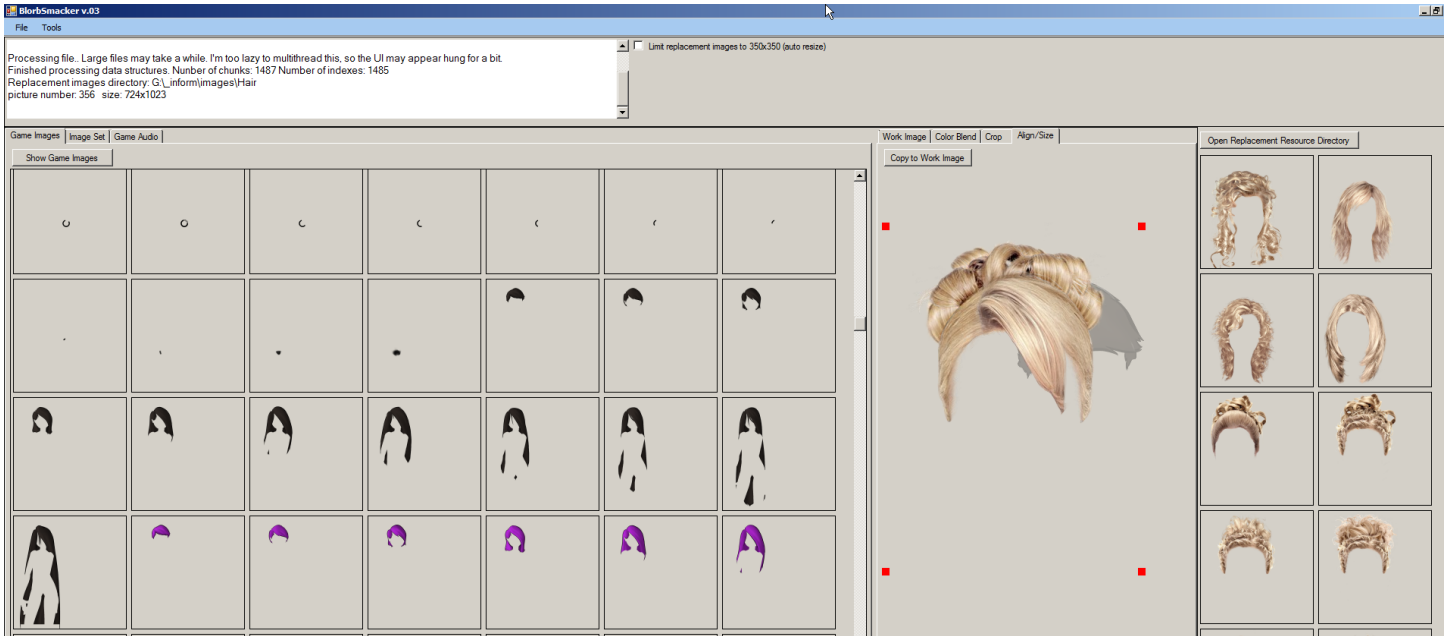 BlorbSmacker v.03
File Tools
Processing file.. Large files may take a while. I'm too lazy to multithread this, so the UI may appear hung for a bit.
Finished processing data structures. Nunber of chunks: 1487 Number of indexes: 1485
Replacement images directory: G:\_inform\images\Hair
picture number: 356 size: 724x1023
Limit replacement images to 350x350 (auto resize)
Game Images Image Set Game Audio
Show Game Images
Work Image Color Blend Crop Align/Size
Copy to Work Image
Open Replacement Resource Directory